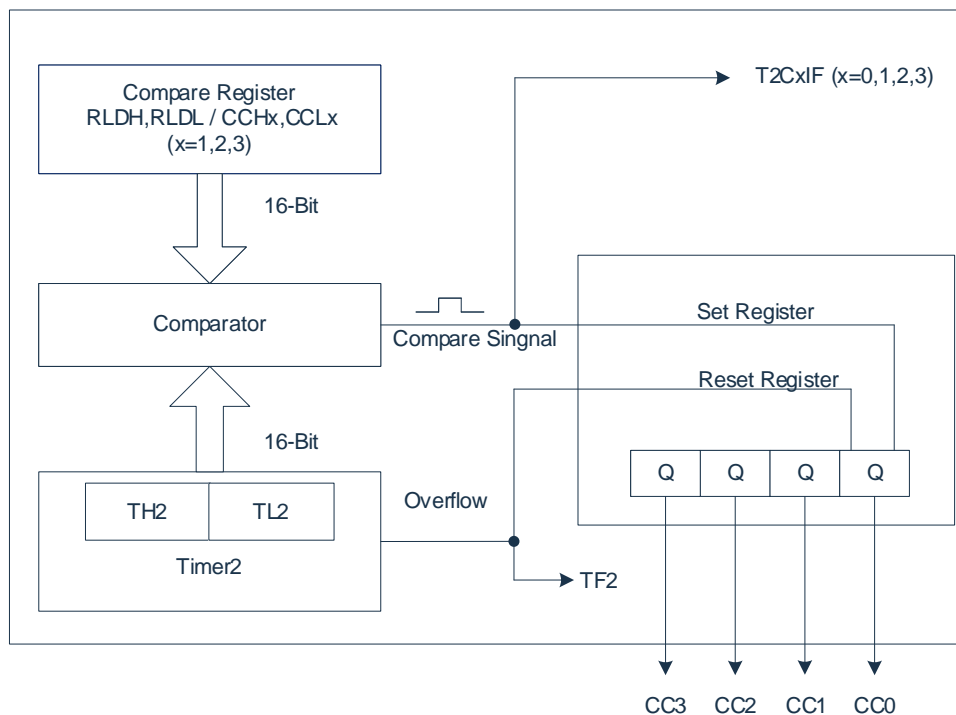 Compare Register
RLDH,RLDL / CCHx,CCLx
(x=1,2,3)
T2CxIF (x=0,1,2,3)
16-Bit
Comparator
Compare Singnal
Set Register
Reset Register
16-Bit
TH2
TL2
Timer2
Overflow
Q
Q
Q
Q
TF2
CC3
CC2
CC1
CC0